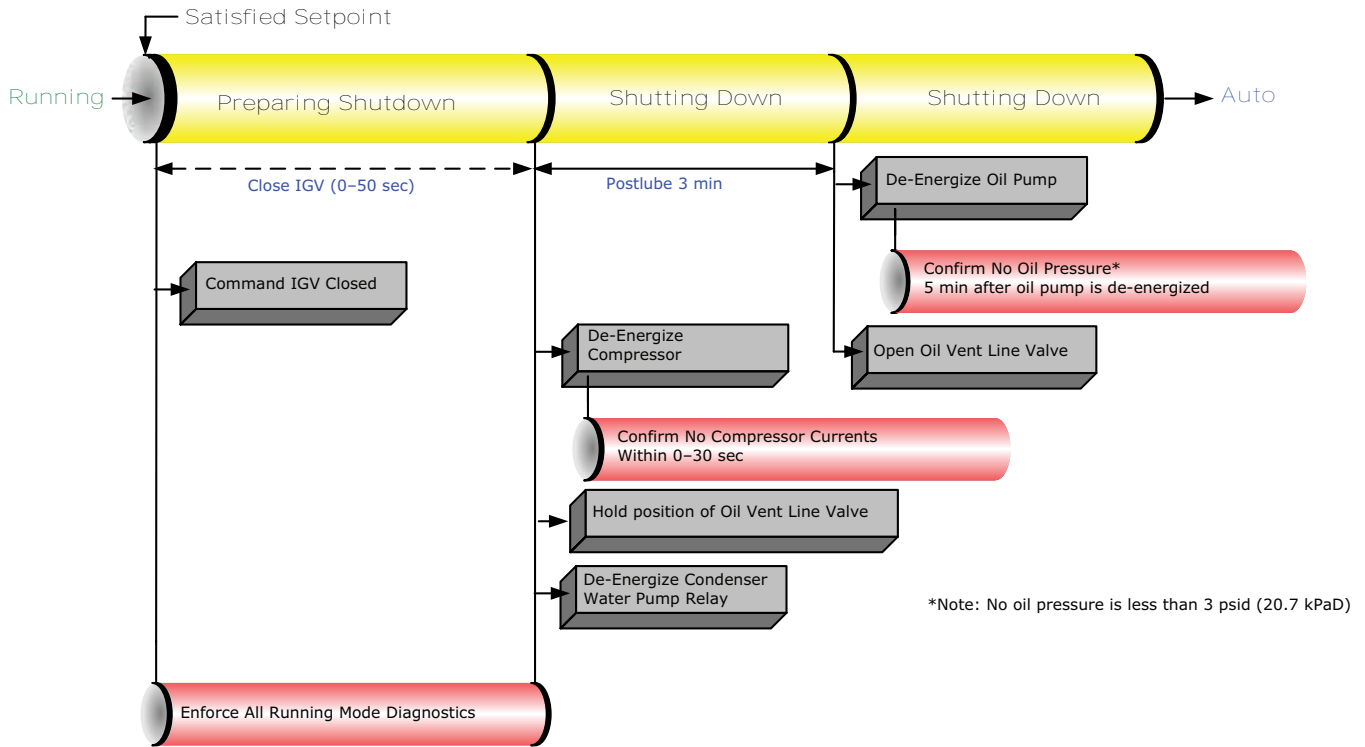 Satisfied Setpoint
Running
Preparing Shutdown
Shutting Down
Shutting Down
Auto
Close IGV (0–50 sec)
Postlube 3 min
De-Energize Oil Pump
Confirm No Oil Pressure*
5 min after oil pump is de-energized
Command IGV Closed
De-Energize
Compressor
Open Oil Vent Line Valve
Confirm No Compressor Currents
Within 0–30 sec
Hold position of Oil Vent Line Valve
De-Energize Condenser
Water Pump Relay
*Note: No oil pressure is less than 3 psid (20.7 kPaD)
Enforce All Running Mode Diagnostics